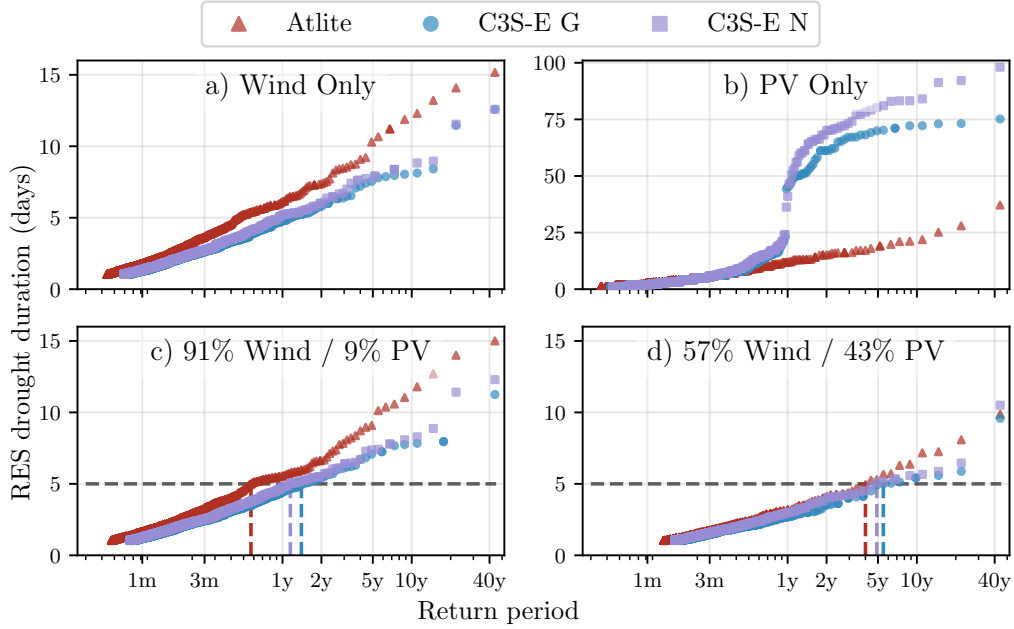 Atlite C3S-E G C3S-E N
a) Wind Only
b) PV Only
15
10
5
0
100
75
50
25
0
c) 91% Wind / 9% PV
d) 57% Wind / 43% PV
15
10
5
0
15
10
5
0
1m 3m 1y 2y 5y 10y 40y
1m 3m 1y 2y 5y 10y 40y
RES drought duration (days)
Return period